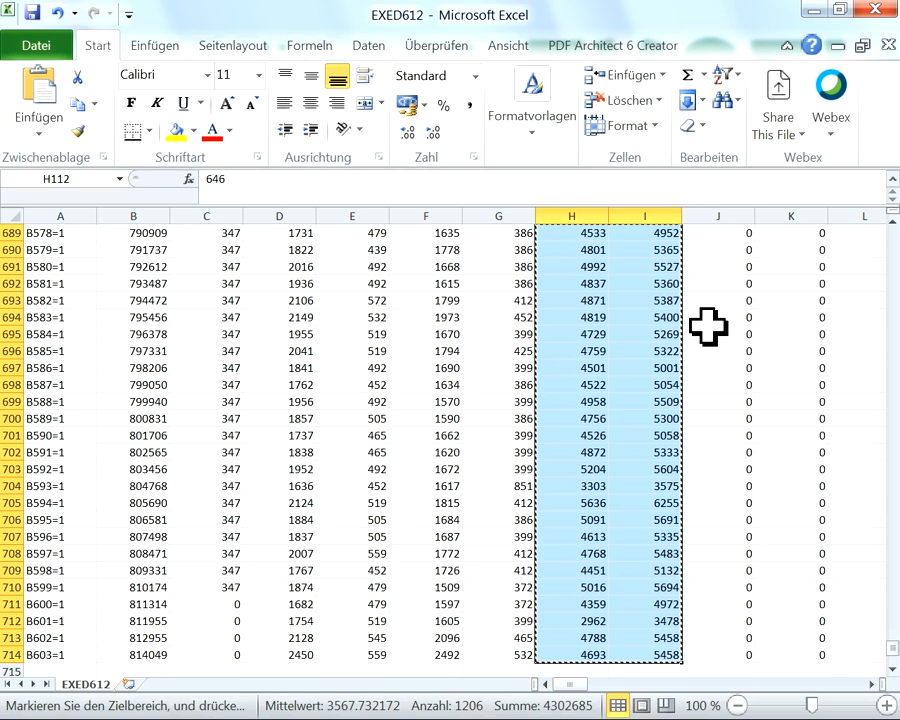 EXED612 - Microsoft Excel
Datei Start Einfügen Seitenlayout Formeln Daten Überprüfen Ansicht PDF Architect 6 Creator
Einfügen
Zwischenablage
Calibri 11
F K U A A
A
Schriftart
Ausrichtung
Standard
% ,
Zahl
Formatvorlagen
Einfügen
Löschen
Format
Zellen
Σ
Bearbeiten
Share
This File
Webex
Webex
H112 fx 646
A B C D E F G H I J K L
689 B578=1 790909 347 1731 479 1635 386 4533 4952 0 0
690 B579=1 791737 347 1822 439 1778 386 4801 5365 0 0
691 B580=1 792612 347 2016 492 1668 386 4992 5527 0 0
692 B581=1 793487 347 1936 492 1615 386 4837 5360 0 0
693 B582=1 794472 347 2106 572 1799 412 4871 5387 0 0
694 B583=1 795456 347 2149 532 1973 452 4819 5400 0 0
695 B584=1 796378 347 1955 519 1670 399 4729 5269 0 0
696 B585=1 797331 347 2041 519 1794 425 4759 5322 0 0
697 B586=1 798206 347 1841 492 1690 399 4501 5001 0 0
698 B587=1 799050 347 1762 452 1634 386 4522 5054 0 0
699 B588=1 799940 347 1956 492 1570 399 4958 5509 0 0
700 B589=1 800831 347 1857 505 1590 386 4756 5300 0 0
701 B590=1 801706 347 1737 465 1662 399 4526 5058 0 0
702 B591=1 802565 347 1838 465 1620 399 4872 5333 0 0
703 B592=1 803456 347 1952 492 1672 399 5204 5604 0 0
704 B593=1 804768 347 1636 452 1617 851 3303 3575 0 0
705 B594=1 805690 347 2124 519 1815 412 5636 6255 0 0
706 B595=1 806581 347 1884 505 1684 386 5091 5691 0 0
707 B596=1 807498 347 1837 505 1687 399 4613 5335 0 0
708 B597=1 808471 347 2007 559 1772 412 4768 5483 0 0
709 B598=1 809331 347 1767 452 1726 412 4451 5132 0 0
710 B599=1 810174 347 1874 479 1509 372 5016 5694 0 0
711 B600=1 811314 0 1682 479 1597 372 4359 4972 0 0
712 B601=1 811955 0 1754 519 1605 399 2962 3478 0 0
713 B602=1 812955 0 2128 545 2096 465 4788 5458 0 0
714 B603=1 814049 0 2450 559 2492 532 4693 5458 0 0
715
EXED612
Markieren Sie den Zielbereich, und drücke... Mittelwert: 3567.732172 Anzahl: 1206 Summe: 4302685 100 %